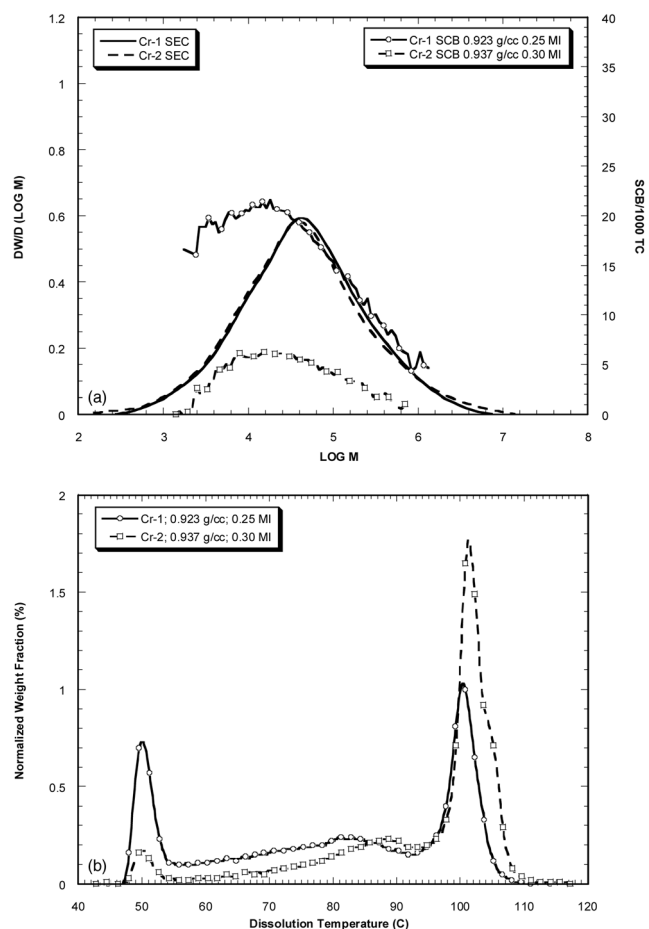 1.2
1
0.8
0.6
0.4
0.2
0
DW/D (LOG M)
Cr-1 SEC
Cr-2 SEC
Cr-1 SCB 0.923 g/cc 0.25 MI
Cr-2 SCB 0.937 g/cc 0.30 MI
40
35
30
25
20
15
10
5
0
SCB/1000 TC
(a)
2 3 4 5 6 7 8
LOG M
2
1.5
1
0.5
0
Normalized Weight Fraction (%)
Cr-1; 0.923 g/cc; 0.25 MI
Cr-2; 0.937 g/cc; 0.30 MI
(b)
40 50 60 70 80 90 100 110 120
Dissolution Temperature (C)